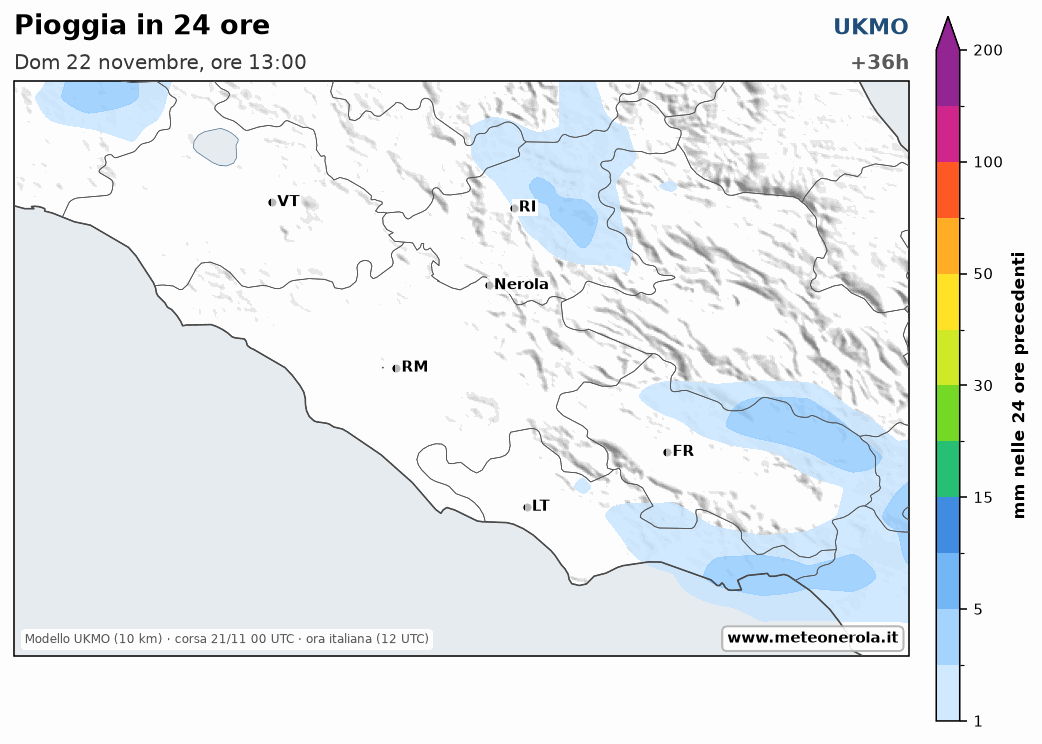 Pioggia in 24 ore
UKMO
Dom 22 novembre, ore 13:00
+36h
VT
RI
Nerola
RM
FR
LT
Modello UKMO (10 km) · corsa 21/11 00 UTC · ora italiana (12 UTC)
www.meteonerola.it
200
100
50
30
15
5
1
mm nelle 24 ore precedenti